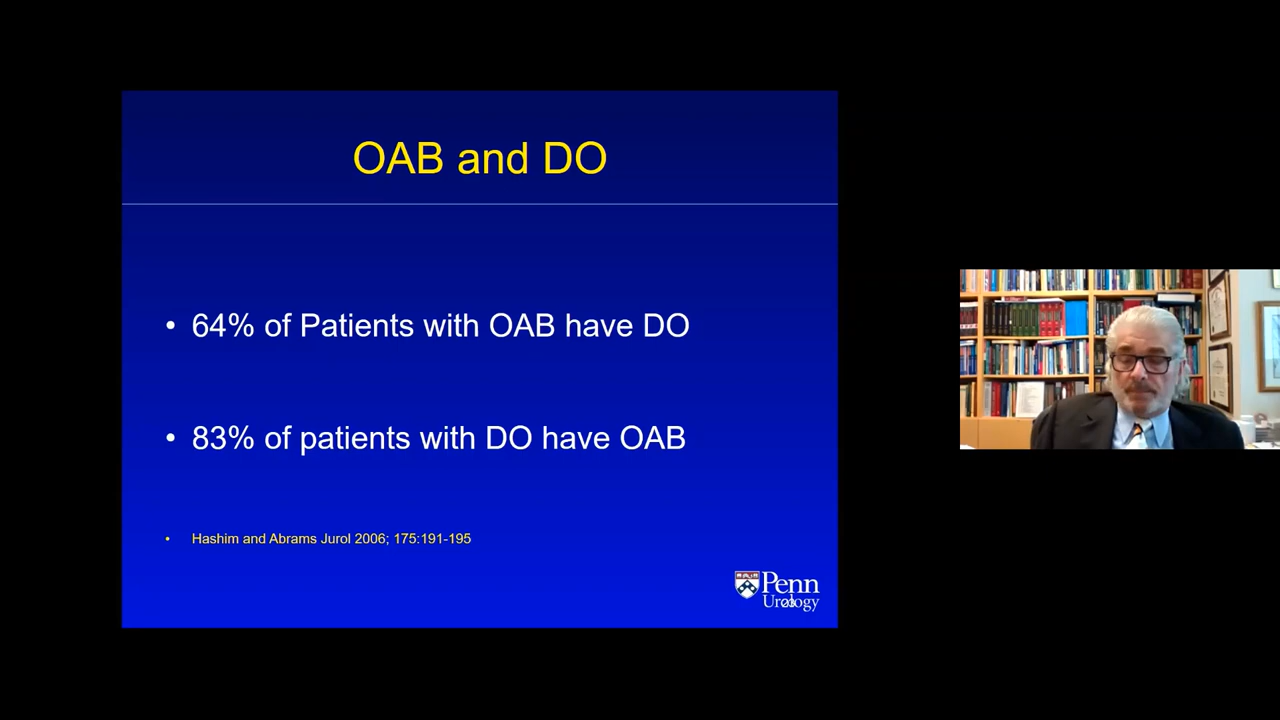 OAB and DO
• 64% of Patients with OAB have DO
• 83% of patients with DO have OAB
• Hashim and Abrams Jurol 2006; 175:191-195
Penn
Urology